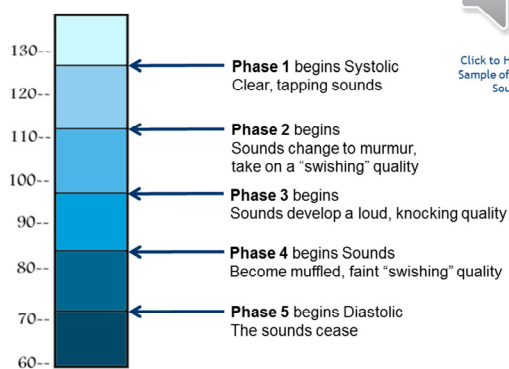 130--
120--
110--
100--
90--
80--
70--
60--
Phase 1 begins Systolic
Clear, tapping sounds
Phase 2 begins
Sounds change to murmur,
take on a “swishing” quality
Phase 3 begins
Sounds develop a loud, knocking quality
Phase 4 begins Sounds
Become muffled, faint “swishing” quality
Phase 5 begins Diastolic
The sounds cease
Click to H
Sample of
Sou